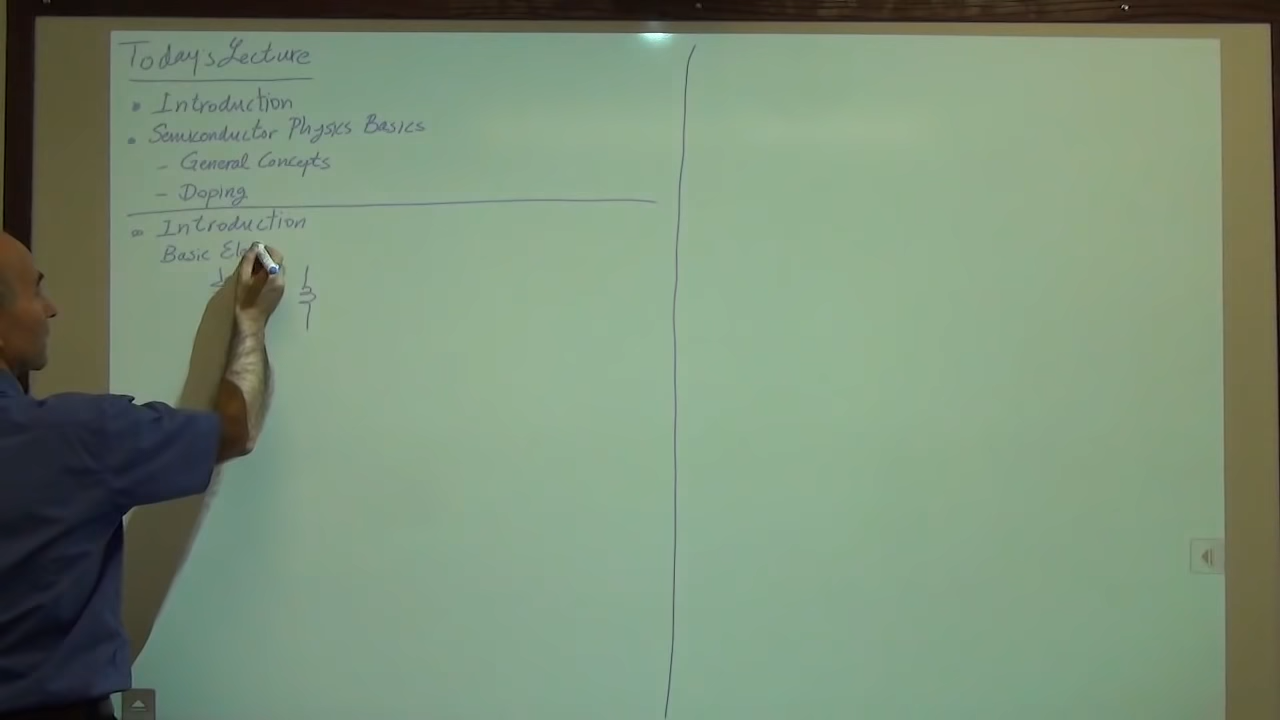 Today's Lecture
• Introduction
• Semiconductor Physics Basics
– General Concepts
– Doping
• Introduction
Basic